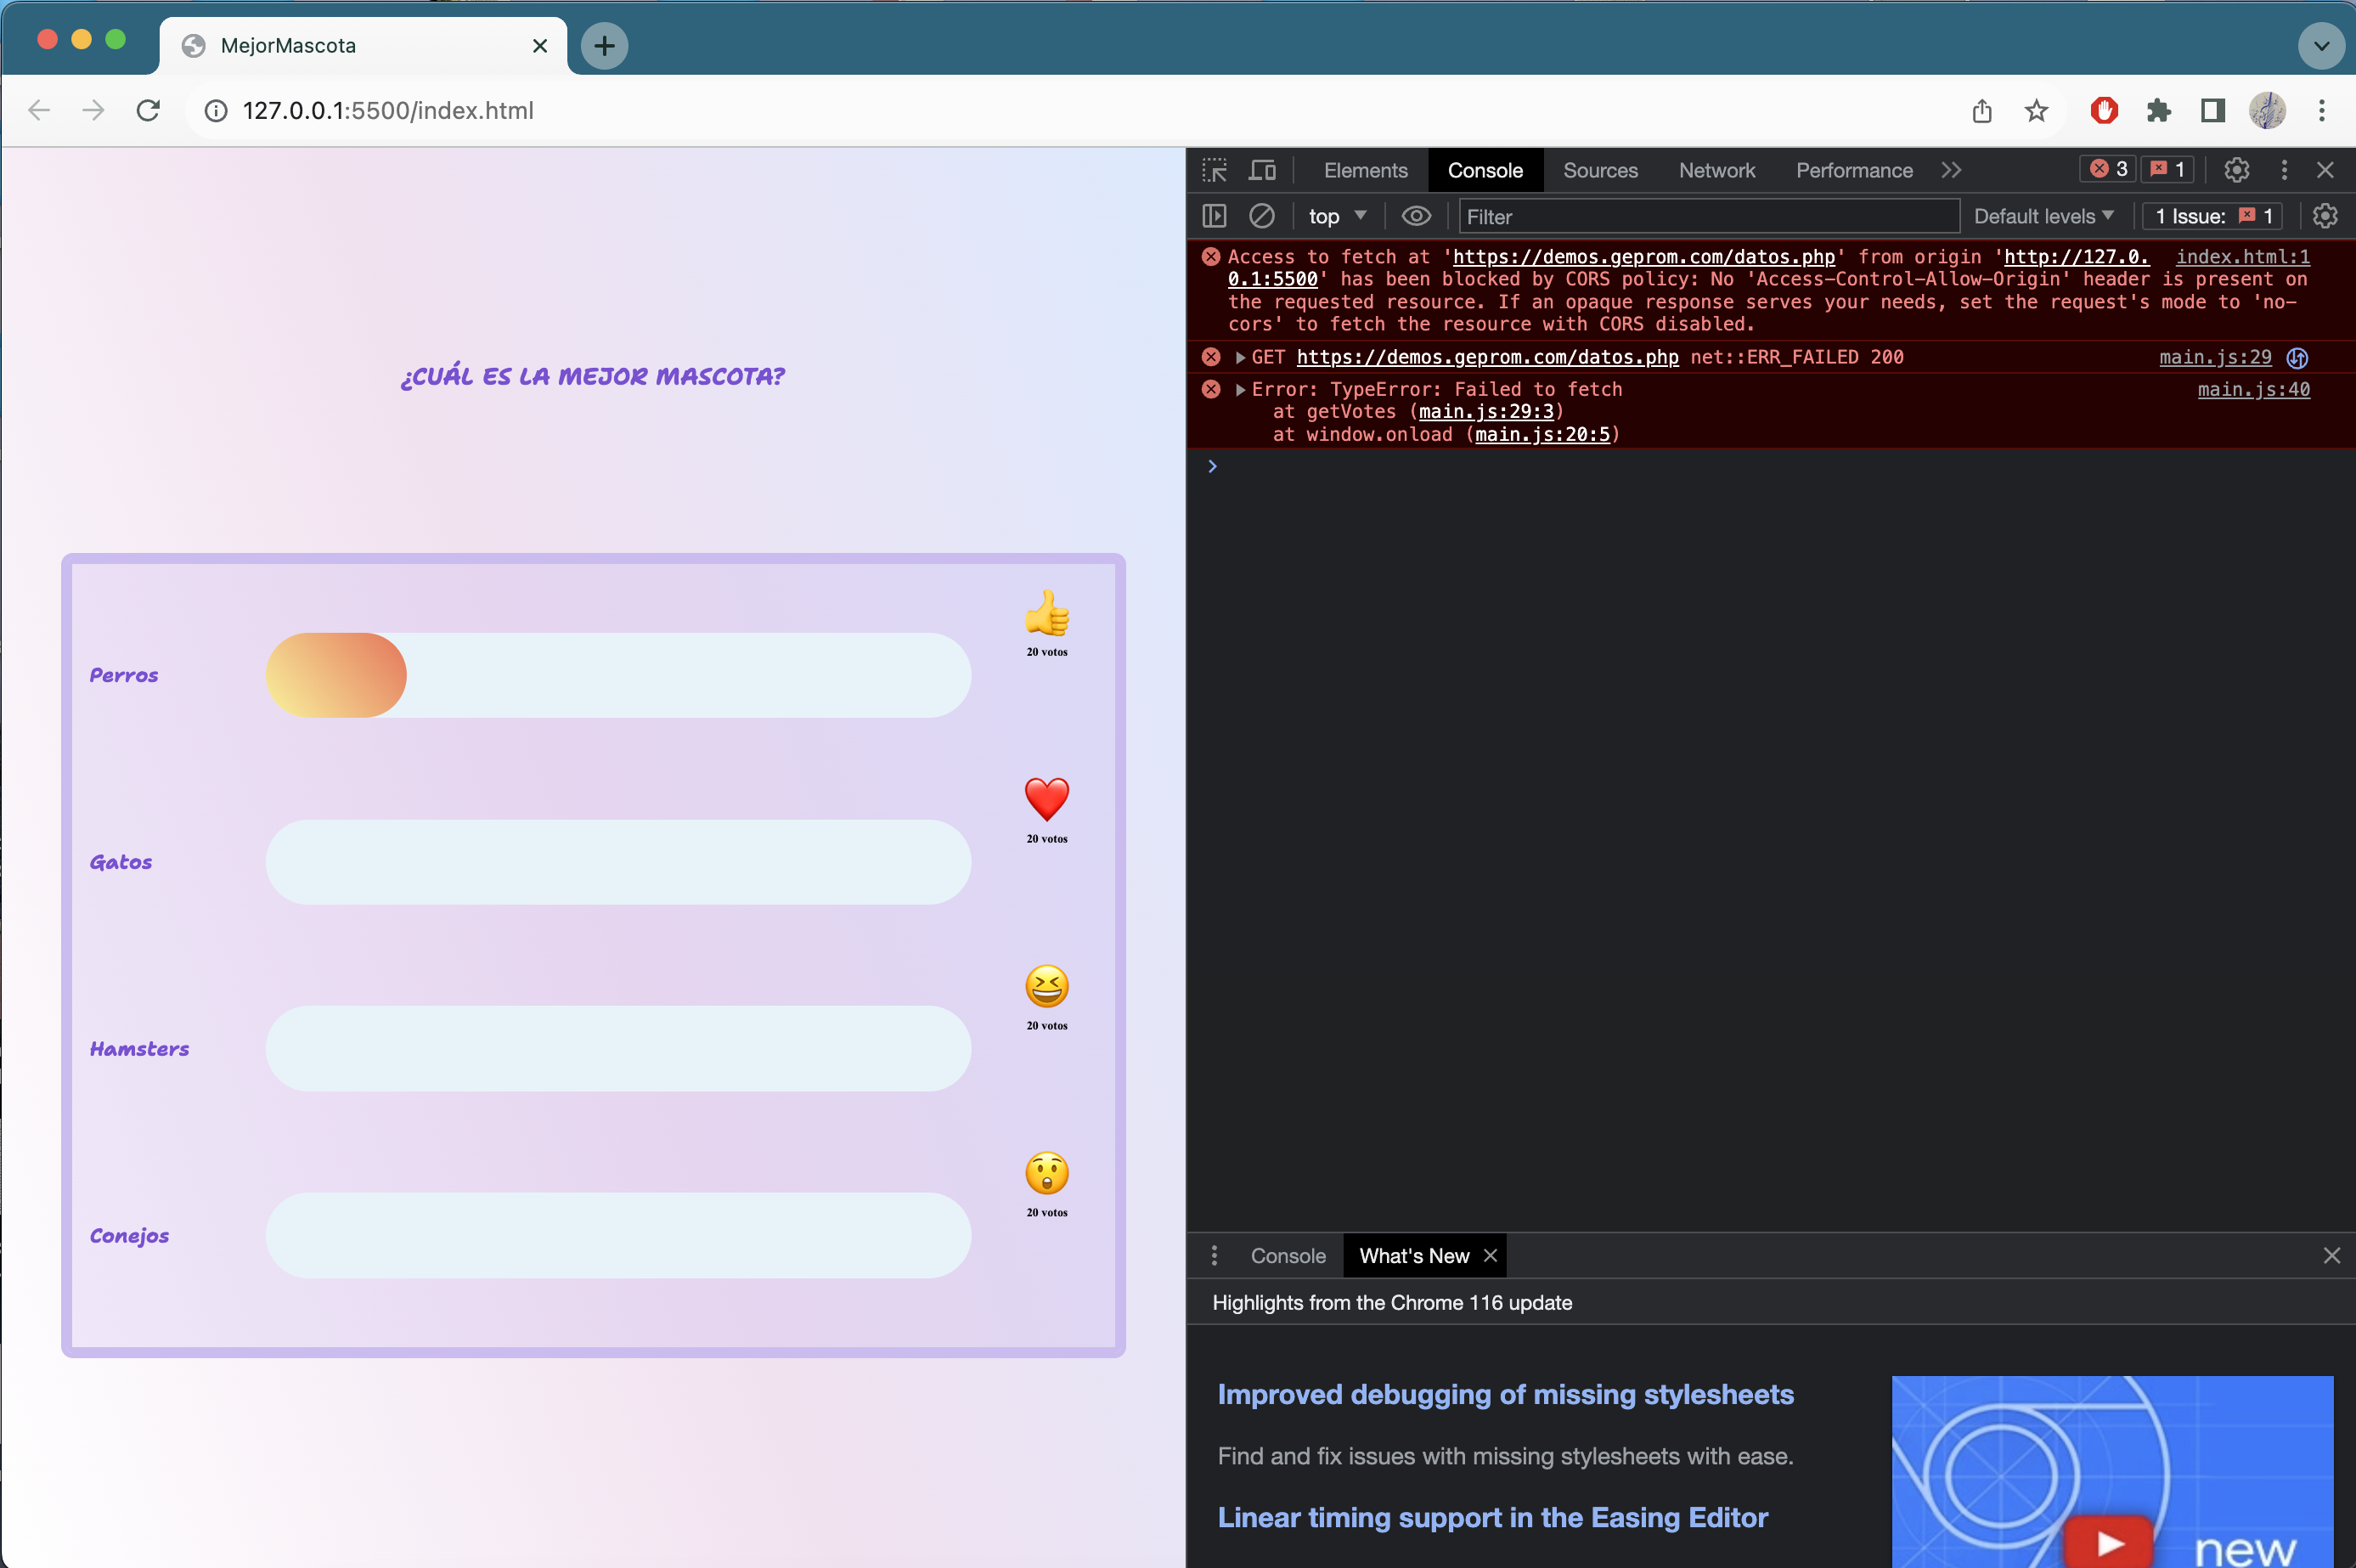 MejorMascota
127.0.0.1:5500/index.html
¿CUÁL ES LA MEJOR MASCOTA?
Perros
20 votos
Gatos
20 votos
Hamsters
20 votos
Conejos
20 votos
Elements Console Sources Network Performance 3 1
top Filter Default levels 1 Issue: 1
Access to fetch at 'https://demos.geprom.com/datos.php' from origin 'http://127.0. index.html:1
0.1:5500' has been blocked by CORS policy: No 'Access-Control-Allow-Origin' header is present on
the requested resource. If an opaque response serves your needs, set the request's mode to 'no-
cors' to fetch the resource with CORS disabled.
GET https://demos.geprom.com/datos.php net::ERR_FAILED 200 main.js:29
Error: TypeError: Failed to fetch main.js:40
at getVotes (main.js:29:3)
at window.onload (main.js:20:5)
Console What's New
Highlights from the Chrome 116 update
Improved debugging of missing stylesheets
Find and fix issues with missing stylesheets with ease.
Linear timing support in the Easing Editor
new